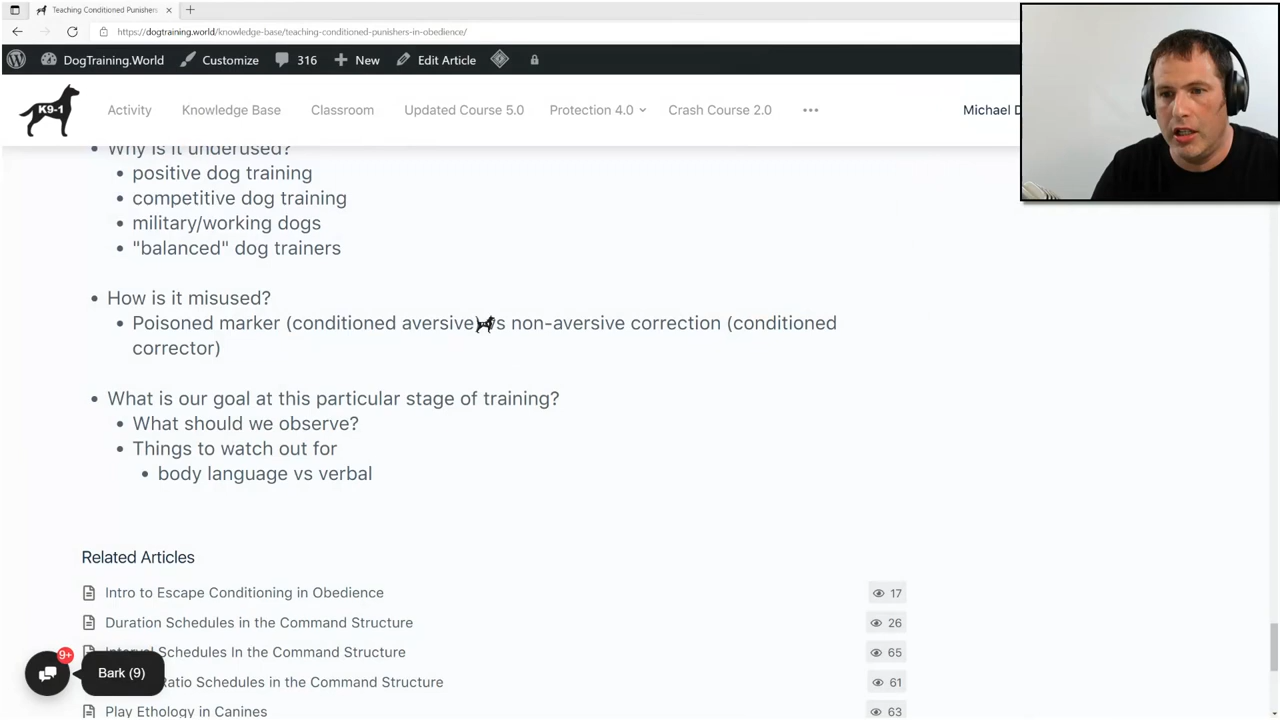 Teaching Conditioned Punishers
https://dogtraining.world/knowledge-base/teaching-conditioned-punishers-in-obedience/
DogTraining.World
Customize
316
New
Edit Article
K9-1
Activity
Knowledge Base
Classroom
Updated Course 5.0
Protection 4.0
Crash Course 2.0
Michael D
Why is it underused?
positive dog training
competitive dog training
military/working dogs
"balanced" dog trainers
How is it misused?
Poisoned marker (conditioned aversive) vs non-aversive correction (conditioned
corrector)
What is our goal at this particular stage of training?
What should we observe?
Things to watch out for
body language vs verbal
Related Articles
Intro to Escape Conditioning in Obedience 17
Duration Schedules in the Command Structure 26
Interval Schedules In the Command Structure 65
Ratio Schedules in the Command Structure 61
Play Ethology in Canines 63
9+
Bark (9)